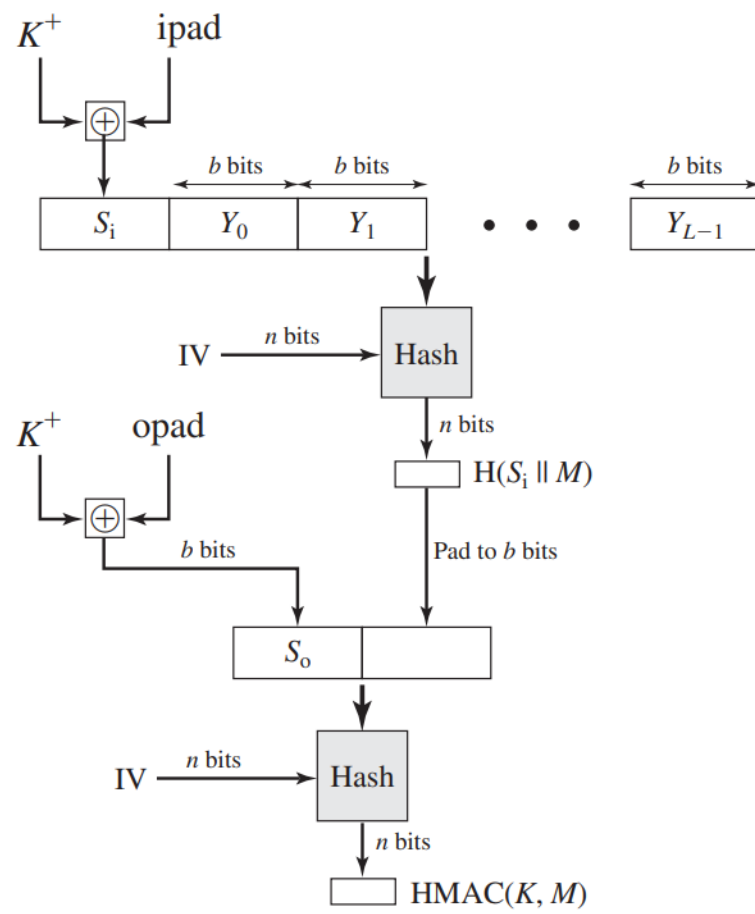 K+ ipad
⊕
b bits b bits b bits
Si Y0 Y1 • • • YL−1
IV n bits Hash
n bits
K+ opad
H(Si || M)
⊕
b bits Pad to b bits
So
IV n bits Hash
n bits
HMAC(K, M)